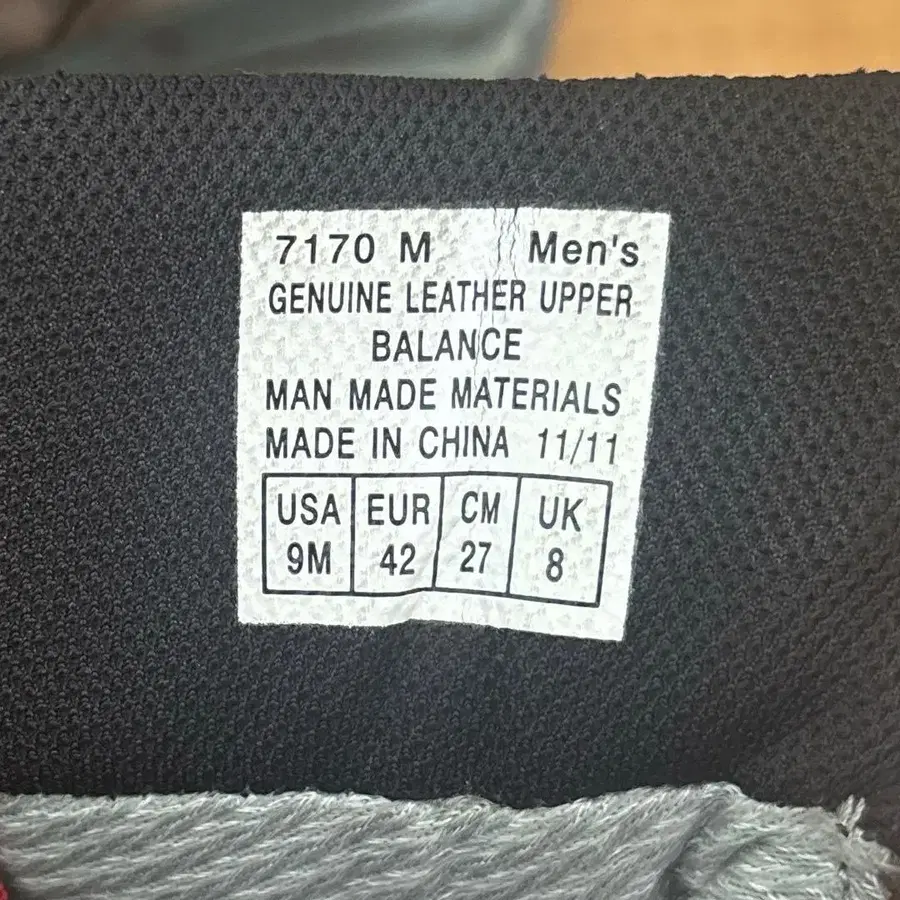 7170 M Men's
GENUINE LEATHER UPPER
BALANCE
MAN MADE MATERIALS
MADE IN CHINA 11/11
USA EUR CM UK
9M 42 27 8